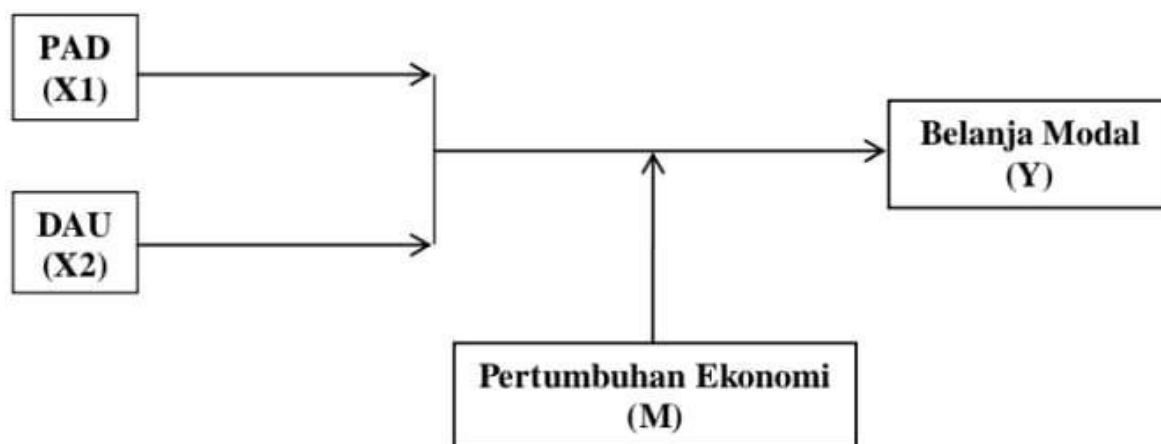 PAD
(X1)
DAU
(X2)
Belanja Modal
(Y)
Pertumbuhan Ekonomi
(M)